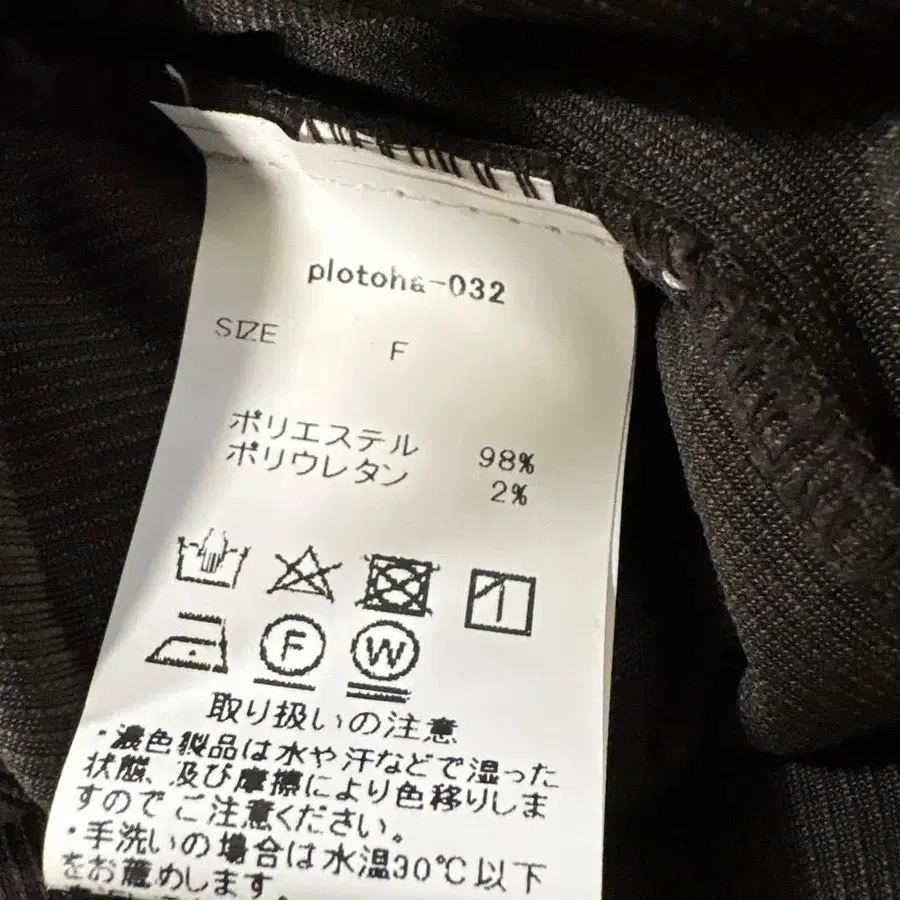 plotoha-032
SIZE F
ポリエステル 98%
ポリウレタン 2%
F W
取り扱いの注意
・濃色製品は水や汗などで湿った
状態、及び摩擦により色移りしま
すのでご注意ください。
・手洗いの場合は水温30℃以下
をお薦めします。